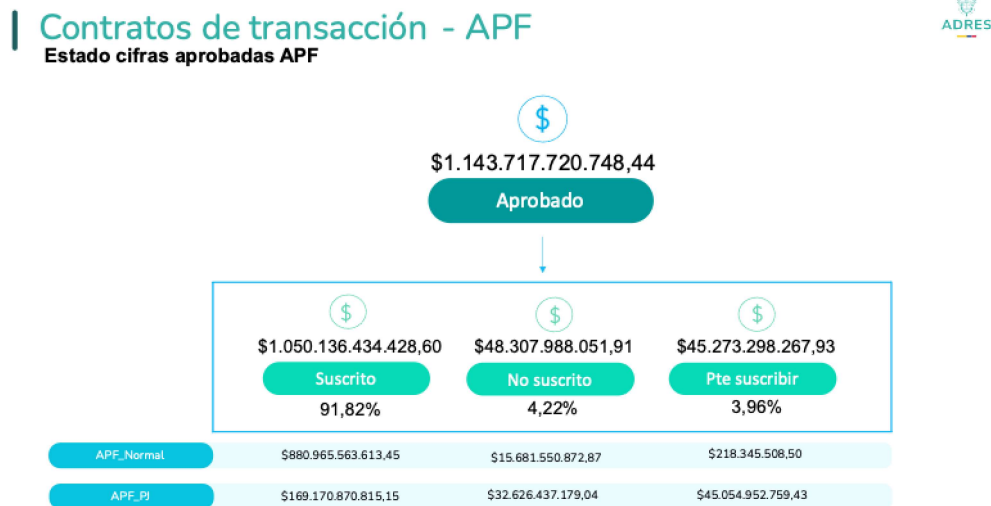 Contratos de transacción - APF
ADRES
Estado cifras aprobadas APF
$
$1.143.717.720.748,44
Aprobado
$ $ $
$1.050.136.434.428,60 $48.307.988.051,91 $45.273.298.267,93
Suscrito No suscrito Pte suscribir
91,82% 4,22% 3,96%
APF_Normal $880.965.563.613,45 $15.681.550.872,87 $218.345.508,50
APF_PJ $169.170.870.815,15 $32.626.437.179,04 $45.054.952.759,43